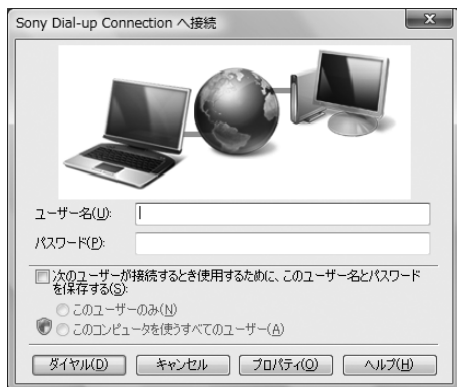 Sony Dial-up Connection へ接続
ユーザー名(U):
パスワード(P):
次のユーザーが接続するとき使用するために、このユーザー名とパスワード
を保存する(S):
このユーザーのみ(N)
このコンピュータを使うすべてのユーザー(A)
ダイヤル(D) キャンセル プロパティ(O) ヘルプ(H)